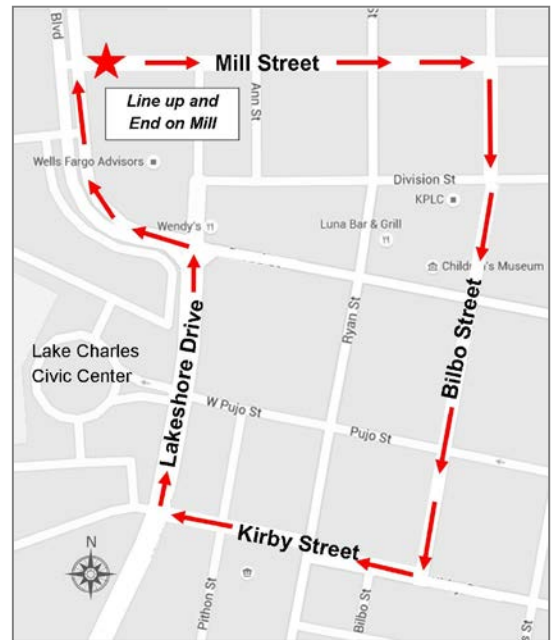 Blvd
St
Mill Street
Line up and
End on Mill
Ann St
Wells Fargo Advisors
Division St
KPLC
Wendy's
Luna Bar & Grill
Children's Museum
Ryan St
Bilbo Street
Lakeshore Drive
Lake Charles
Civic Center
W Pujo St
Pujo St
Kirby Street
N
Pithon St
Bilbo St